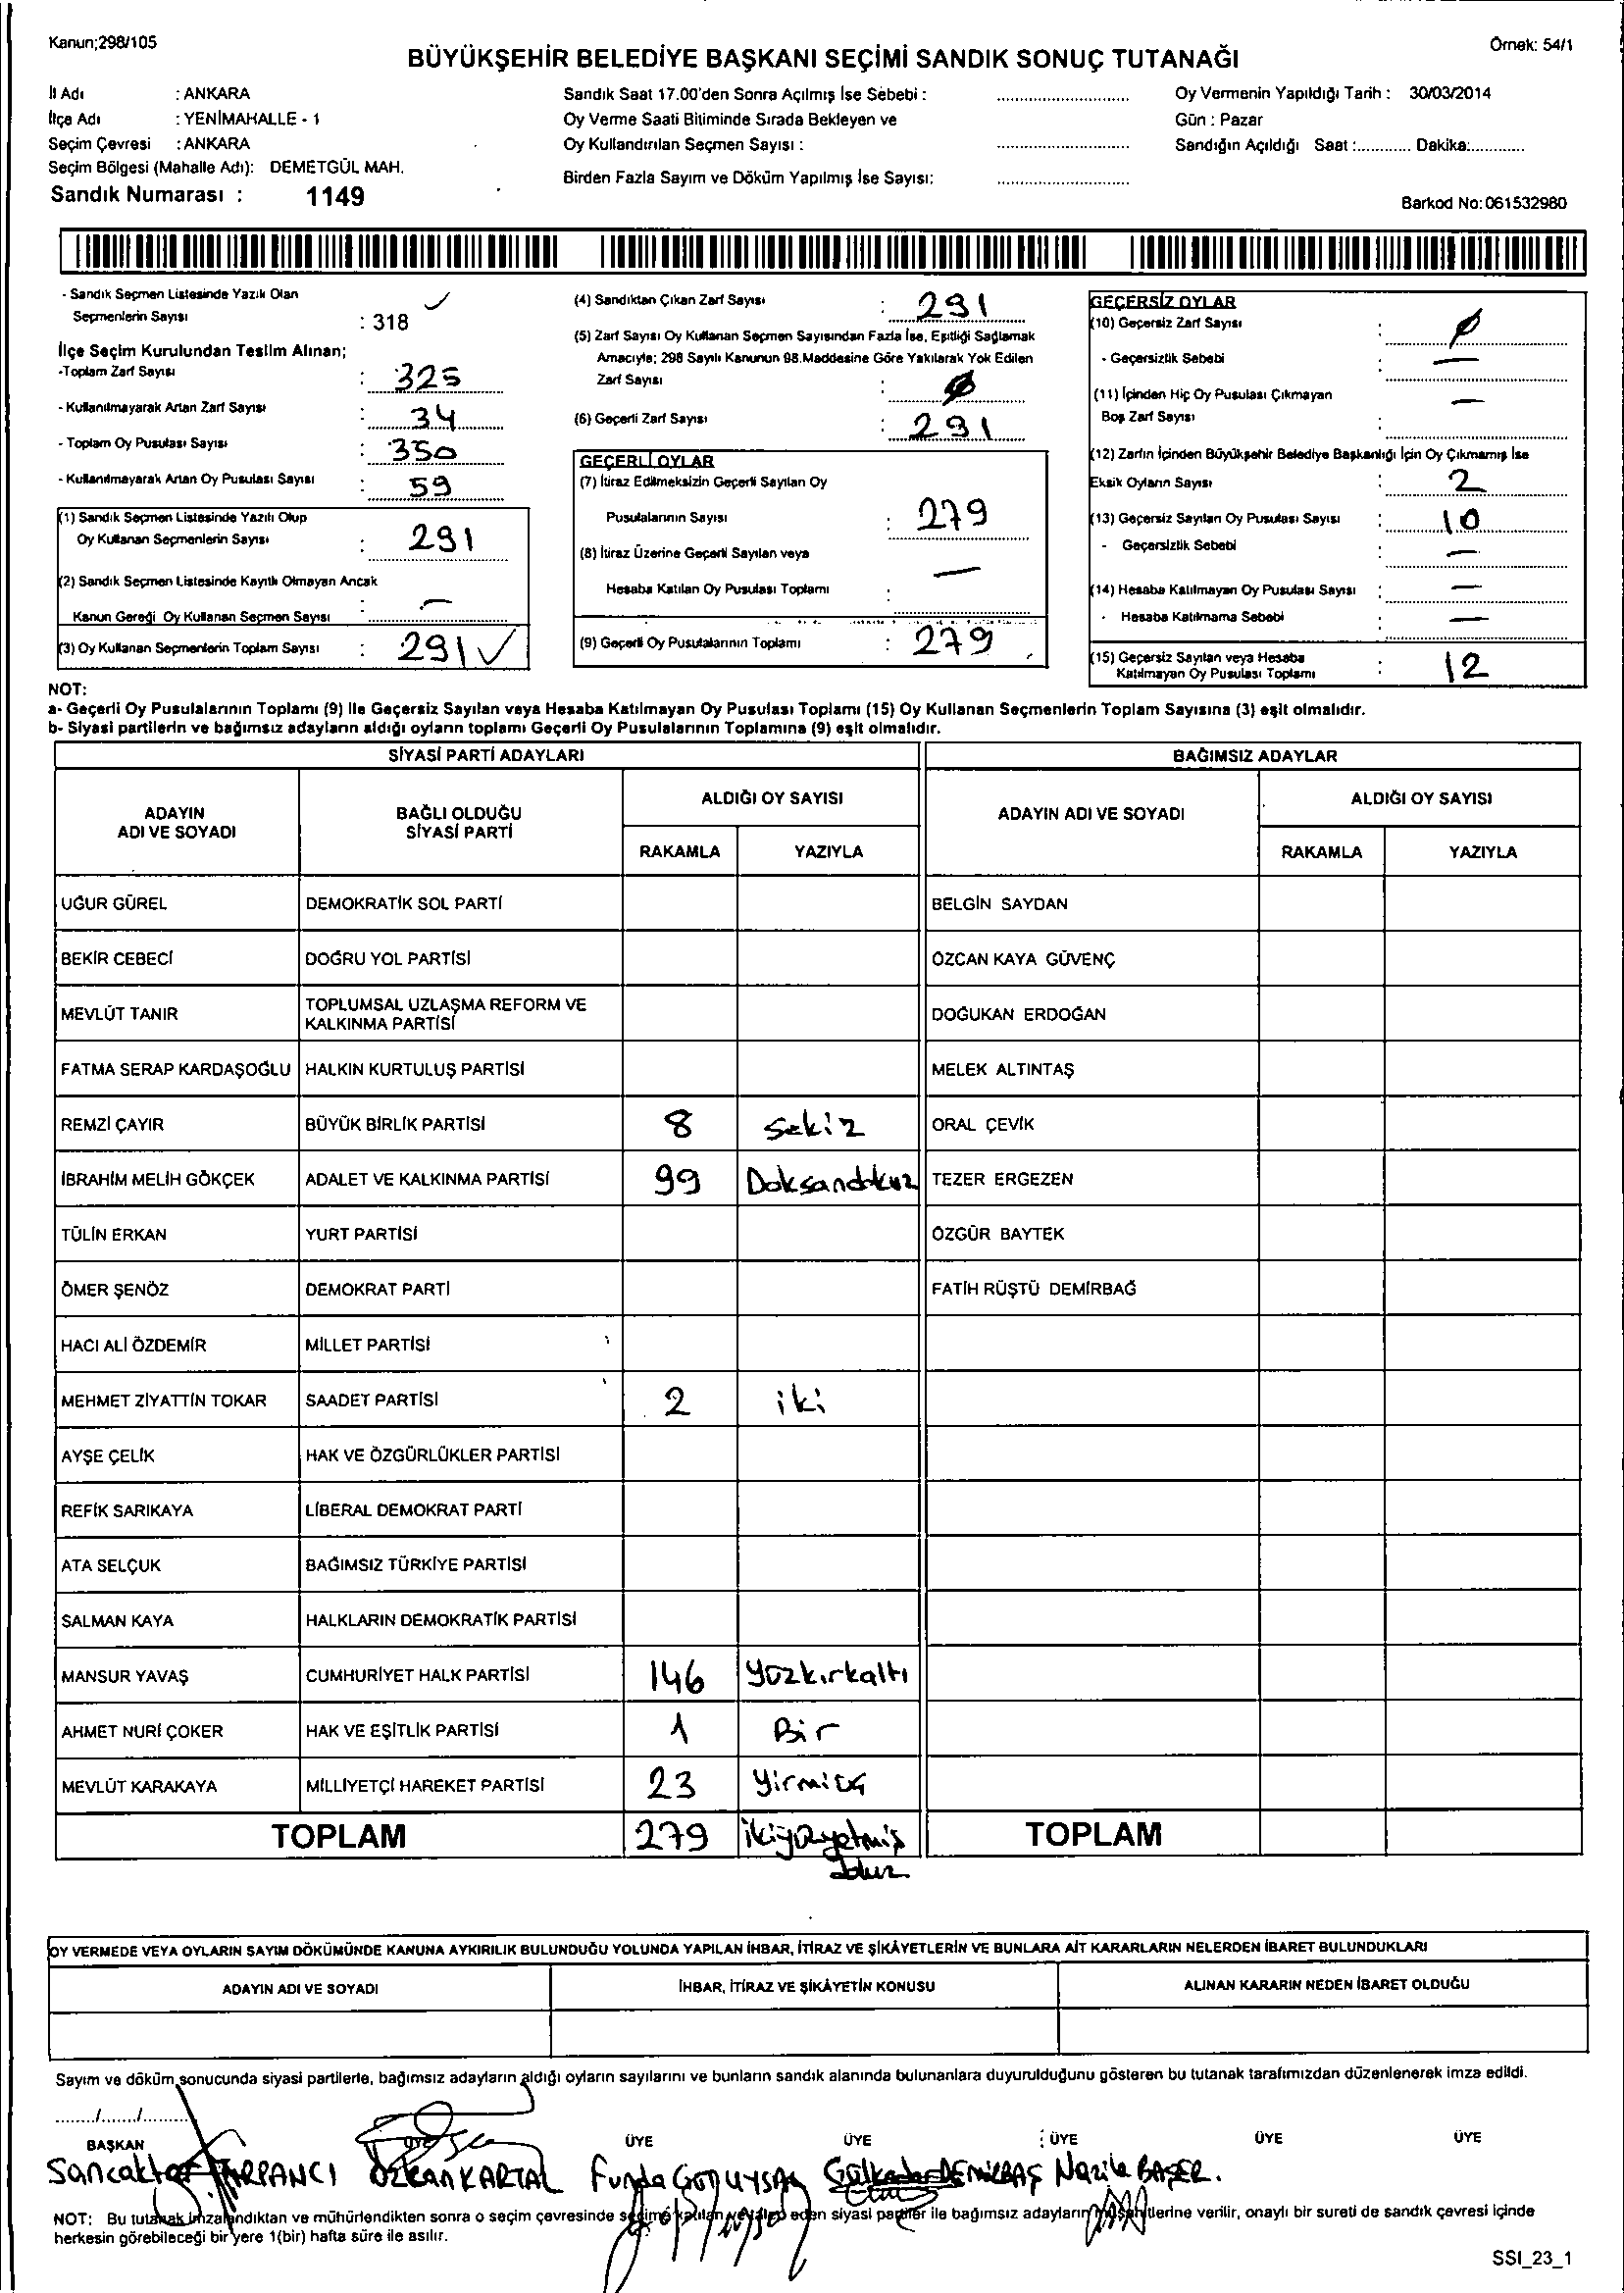 Kanun;298/105
Örnek: 54/1
BÜYÜKŞEHİR BELEDİYE BAŞKANI SEÇİMİ SANDIK SONUÇ TUTANAĞI
İl Adı : ANKARA
İlçe Adı : YENİMAHALLE - 1
Seçim Çevresi : ANKARA
Seçim Bölgesi (Mahalle Adı): DEMETGÜL MAH.
Sandık Numarası : 1149
Sandık Saat 17.00'den Sonra Açılmış İse Sebebi :
Oy Verme Saati Bitiminde Sırada Bekleyen ve
Oy Kullandırılan Seçmen Sayısı :
Birden Fazla Sayım ve Döküm Yapılmış İse Sayısı:
Oy Vermenin Yapıldığı Tarih : 30/03/2014
Gün : Pazar
Sandığın Açıldığı Saat :............ Dakika:............
Barkod No: 061532980
- Sandık Seçmen Listesinde Yazılı Olan
Seçmenlerin Sayısı : 318
İlçe Seçim Kurulundan Teslim Alınan;
-Toplam Zarf Sayısı : 325
- Kullanılmayarak Artan Zarf Sayısı : 34
- Toplam Oy Pusulası Sayısı : 350
- Kullanılmayarak Artan Oy Pusulası Sayısı : 59
(1) Sandık Seçmen Listesinde Yazılı Olup
Oy Kullanan Seçmenlerin Sayısı : 291
(2) Sandık Seçmen Listesinde Kayıtlı Olmayan Ancak
Kanun Gereği Oy Kullanan Seçmen Sayısı : —
(3) Oy Kullanan Seçmenlerin Toplam Sayısı : 291 ✓
(4) Sandıktan Çıkan Zarf Sayısı : 291
(5) Zarf Sayısı Oy Kullanan Seçmen Sayısından Fazla İse, Eşitliği Sağlamak
Amacıyle; 298 Sayılı Kanunun 98.Maddesine Göre Yakılarak Yok Edilen
Zarf Sayısı : Ø
(6) Geçerli Zarf Sayısı : 291
GEÇERLİ OYLAR
(7) İtiraz Edilmeksizin Geçerli Sayılan Oy
Pusulalarının Sayısı : 279
(8) İtiraz Üzerine Geçerli Sayılan veya
Hesaba Katılan Oy Pusulası Toplamı : —
(9) Geçerli Oy Pusulalarının Toplamı : 279
GEÇERSİZ OYLAR
(10) Geçersiz Zarf Sayısı : Ø
- Geçersizlik Sebebi : —
(11) İçinden Hiç Oy Pusulası Çıkmayan
Boş Zarf Sayısı : —
(12) Zarfın İçinden Büyükşehir Belediye Başkanlığı İçin Oy Çıkmamış İse
Eksik Oyların Sayısı : 2
(13) Geçersiz Sayılan Oy Pusulası Sayısı : 10
- Geçersizlik Sebebi : —
(14) Hesaba Katılmayan Oy Pusulası Sayısı : —
- Hesaba Katılmama Sebebi : —
(15) Geçersiz Sayılan veya Hesaba
Katılmayan Oy Pusulası Toplamı : 12
NOT:
a- Geçerli Oy Pusulalarının Toplamı (9) ile Geçersiz Sayılan veya Hesaba Katılmayan Oy Pusulası Toplamı (15) Oy Kullanan Seçmenlerin Toplam Sayısına (3) eşit olmalıdır.
b- Siyasi partilerin ve bağımsız adayların aldığı oyların toplamı Geçerli Oy Pusulalarının Toplamına (9) eşit olmalıdır.
SİYASİ PARTİ ADAYLARI BAĞIMSIZ ADAYLAR
ADAYIN ADI VE SOYADI BAĞLI OLDUĞU SİYASİ PARTİ ALDIĞI OY SAYISI ADAYIN ADI VE SOYADI ALDIĞI OY SAYISI
RAKAMLA YAZIYLA RAKAMLA YAZIYLA
UĞUR GÜREL DEMOKRATİK SOL PARTİ BELGİN SAYDAN
BEKİR CEBECİ DOĞRU YOL PARTİSİ ÖZCAN KAYA GÜVENÇ
MEVLÜT TANIR TOPLUMSAL UZLAŞMA REFORM VE KALKINMA PARTİSİ DOĞUKAN ERDOĞAN
FATMA SERAP KARDAŞOĞLU HALKIN KURTULUŞ PARTİSİ MELEK ALTINTAŞ
REMZİ ÇAYIR BÜYÜK BİRLİK PARTİSİ 8 Sekiz ORAL ÇEVİK
İBRAHİM MELİH GÖKÇEK ADALET VE KALKINMA PARTİSİ 99 Doksandokuz TEZER ERGEZEN
TÜLİN ERKAN YURT PARTİSİ ÖZGÜR BAYTEK
ÖMER ŞENÖZ DEMOKRAT PARTİ FATİH RÜŞTÜ DEMİRBAĞ
HACI ALİ ÖZDEMİR MİLLET PARTİSİ
MEHMET ZİYATTİN TOKAR SAADET PARTİSİ 2 iki
AYŞE ÇELİK HAK VE ÖZGÜRLÜKLER PARTİSİ
REFİK SARIKAYA LİBERAL DEMOKRAT PARTİ
ATA SELÇUK BAĞIMSIZ TÜRKİYE PARTİSİ
SALMAN KAYA HALKLARIN DEMOKRATİK PARTİSİ
MANSUR YAVAŞ CUMHURİYET HALK PARTİSİ 146 yüzkırkaltı
AHMET NURİ ÇOKER HAK VE EŞİTLİK PARTİSİ 1 Bir
MEVLÜT KARAKAYA MİLLİYETÇİ HAREKET PARTİSİ 23 yirmiüç
TOPLAM 279 ikiyüzyetmiş TOPLAM
OY VERMEDE VEYA OYLARIN SAYIM DÖKÜMÜNDE KANUNA AYKIRILIK BULUNDUĞU YOLUNDA YAPILAN İHBAR, İTİRAZ VE ŞİKÂYETLERİN VE BUNLARA AİT KARARLARIN NELERDEN İBARET BULUNDUKLARI
ADAYIN ADI VE SOYADI İHBAR, İTİRAZ VE ŞİKÂYETİN KONUSU ALINAN KARARIN NEDEN İBARET OLDUĞU
Sayım ve döküm sonucunda siyasi partilerle, bağımsız adayların aldığı oyların sayılarını ve bunların sandık alanında bulunanlara duyurulduğunu gösteren bu tutanak tarafımızdan düzenlenerek imza edildi.
......./......./.......
BAŞKAN ÜYE ÜYE ÜYE ÜYE ÜYE ÜYE
ÖZKAN KARTAL Funda DEMİRBAŞ Nazile BAŞER.
NOT: Bu tutanak imzalandıktan ve mühürlendikten sonra o seçim çevresinde seçime katılan ve talep eden siyasi partiler ile bağımsız adayların müşahitlerine verilir, onaylı bir sureti de sandık çevresi içinde
herkesin görebileceği bir yere 1(bir) hafta süre ile asılır.
SSI_23_1